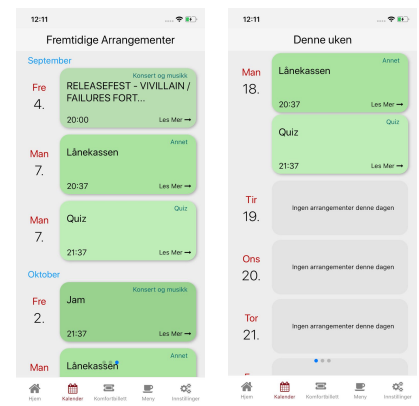 12:11
Fremtidige Arrangementer
September
Fre
4.
Konsert og musikk
RELEASEFEST - VIVILLAIN /
FAILURES FORT...
20:00
Les Mer →
Man
7.
Annet
Lånekassen
20:37
Les Mer →
Man
7.
Quiz
Quiz
21:37
Les Mer →
Oktober
Fre
2.
Konsert og musikk
Jam
21:37
Les Mer →
Man
Annet
Lånekassen
Hjem
Kalender
Komfortbillett
Meny
Innstillinger
12:11
Denne uken
Man
18.
Annet
Lånekassen
20:37
Les Mer →
Quiz
Quiz
21:37
Les Mer →
Tir
19.
Ingen arrangementer denne dagen
Ons
20.
Ingen arrangementer denne dagen
Tor
21.
Ingen arrangementer denne dagen
Hjem
Kalender
Komfortbillett
Meny
Innstillinger